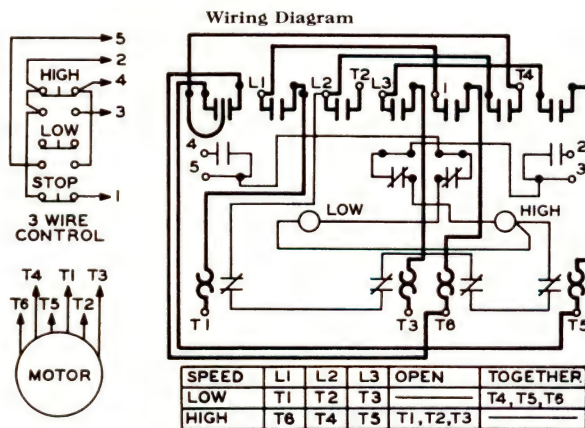 Wiring Diagram
5
2
HIGH
4
3
LOW
STOP
1
3 WIRE
CONTROL
L1
L2
T2
L3
1
T4
4
5
2
3
LOW
HIGH
T1
T3
T6
T5
T4 T1 T3
T6 T5 T2
MOTOR
SPEED L1 L2 L3 OPEN TOGETHER
LOW T1 T2 T3 T4,T5,T6
HIGH T6 T4 T5 T1,T2,T3